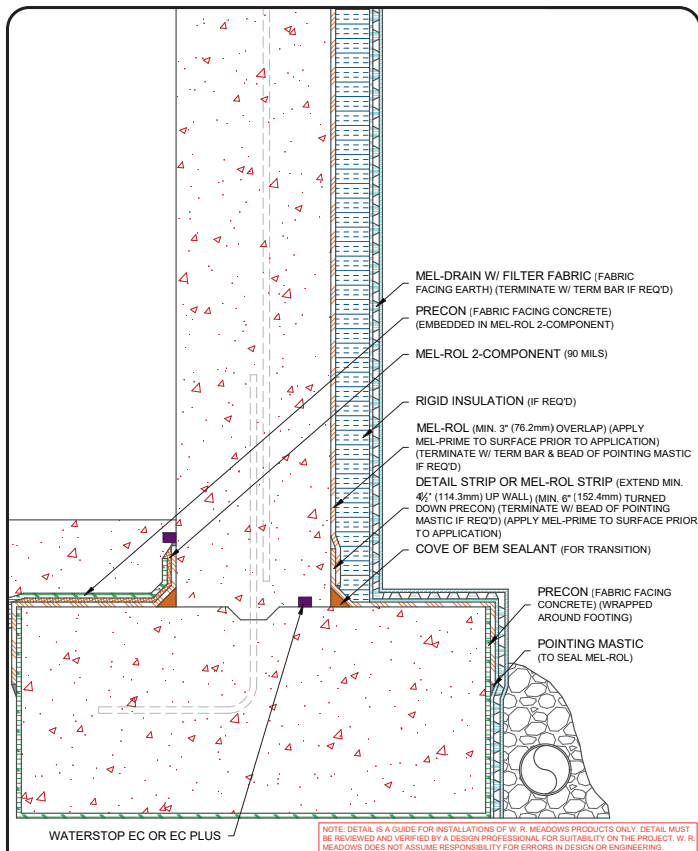 MEL-DRAIN W/ FILTER FABRIC (FABRIC
FACING EARTH) (TERMINATE W/ TERM BAR IF REQ'D)
PRECON (FABRIC FACING CONCRETE)
(EMBEDDED IN MEL-ROL 2-COMPONENT)
MEL-ROL 2-COMPONENT (90 MILS)
RIGID INSULATION (IF REQ'D)
MEL-ROL (MIN. 3" (76.2mm) OVERLAP) (APPLY
MEL-PRIME TO SURFACE PRIOR TO APPLICATION)
(TERMINATE W/ TERM BAR & BEAD OF POINTING MASTIC
IF REQ'D)
DETAIL STRIP OR MEL-ROL STRIP (EXTEND MIN.
4½" (114.3mm) UP WALL) (MIN. 6" (152.4mm) TURNED
DOWN PRECON) (TERMINATE W/ BEAD OF POINTING
MASTIC IF REQ'D) (APPLY MEL-PRIME TO SURFACE PRIOR
TO APPLICATION)
COVE OF BEM SEALANT (FOR TRANSITION)
PRECON (FABRIC FACING
CONCRETE) (WRAPPED
AROUND FOOTING)
POINTING MASTIC
(TO SEAL MEL-ROL)
WATERSTOP EC OR EC PLUS
NOTE: DETAIL IS A GUIDE FOR INSTALLATIONS OF W. R. MEADOWS PRODUCTS ONLY. DETAIL MUST
BE REVIEWED AND VERIFIED BY A DESIGN PROFESSIONAL FOR SUITABILITY ON THE PROJECT. W. R.
MEADOWS DOES NOT ASSUME RESPONSIBILITY FOR ERRORS IN DESIGN OR ENGINEERING.